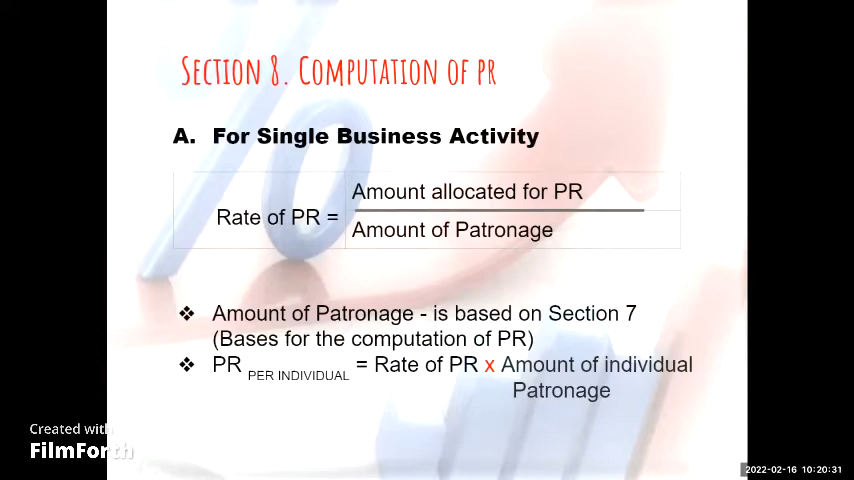 SECTION 8. COMPUTATION OF PR
A. For Single Business Activity
Amount allocated for PR
Rate of PR =
Amount of Patronage
❖ Amount of Patronage - is based on Section 7
(Bases for the computation of PR)
❖ PR PER INDIVIDUAL = Rate of PR x Amount of individual
Patronage
Created with
FilmForth
2022-02-16 10:20:31